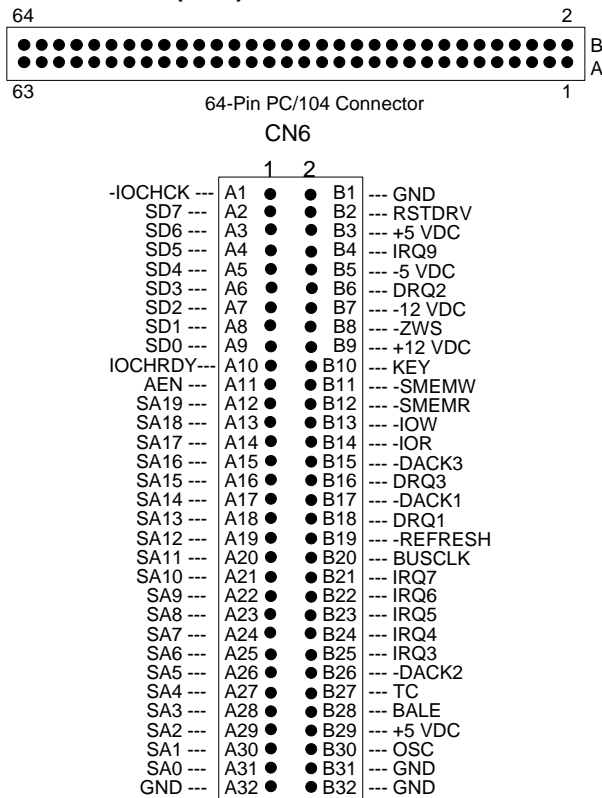 64 2
B
A
63 1
64-Pin PC/104 Connector
CN6
1 2
-IOCHCK --- A1 B1 --- GND
SD7 --- A2 B2 --- RSTDRV
SD6 --- A3 B3 --- +5 VDC
SD5 --- A4 B4 --- IRQ9
SD4 --- A5 B5 --- -5 VDC
SD3 --- A6 B6 --- DRQ2
SD2 --- A7 B7 --- -12 VDC
SD1 --- A8 B8 --- -ZWS
SD0 --- A9 B9 --- +12 VDC
IOCHRDY--- A10 B10 --- KEY
AEN --- A11 B11 --- -SMEMW
SA19 --- A12 B12 --- -SMEMR
SA18 --- A13 B13 --- -IOW
SA17 --- A14 B14 --- -IOR
SA16 --- A15 B15 --- -DACK3
SA15 --- A16 B16 --- DRQ3
SA14 --- A17 B17 --- -DACK1
SA13 --- A18 B18 --- DRQ1
SA12 --- A19 B19 --- -REFRESH
SA11 --- A20 B20 --- BUSCLK
SA10 --- A21 B21 --- IRQ7
SA9 --- A22 B22 --- IRQ6
SA8 --- A23 B23 --- IRQ5
SA7 --- A24 B24 --- IRQ4
SA6 --- A25 B25 --- IRQ3
SA5 --- A26 B26 --- -DACK2
SA4 --- A27 B27 --- TC
SA3 --- A28 B28 --- BALE
SA2 --- A29 B29 --- +5 VDC
SA1 --- A30 B30 --- OSC
SA0 --- A31 B31 --- GND
GND --- A32 B32 --- GND